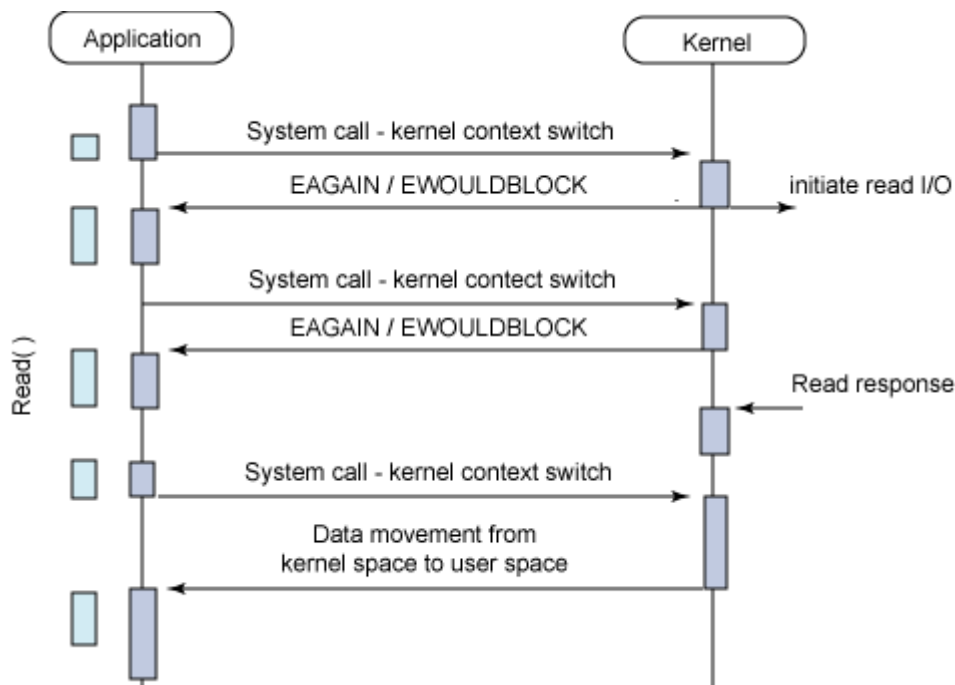 Application
Kernel
System call - kernel context switch
EAGAIN / EWOULDBLOCK
initiate read I/O
System call - kernel contect switch
EAGAIN / EWOULDBLOCK
Read( )
Read response
System call - kernel context switch
Data movement from
kernel space to user space